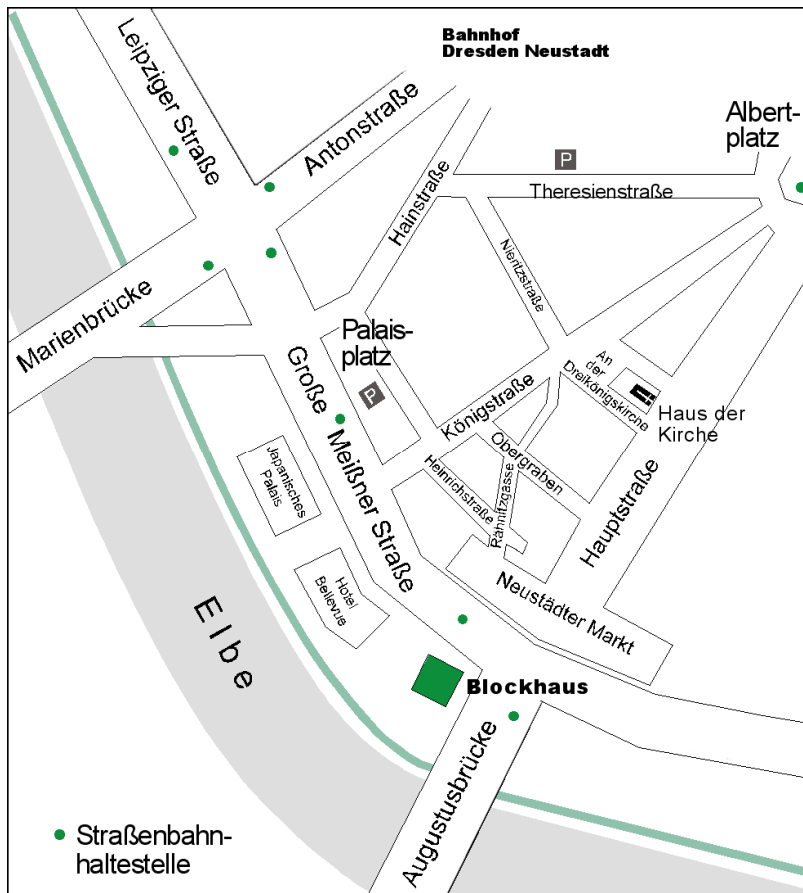 Bahnhof
Dresden Neustadt
Leipziger Straße
Antonstraße
Albert-
platz
P
Theresienstraße
Hainstraße
Nieritzstraße
Marienbrücke
Palais-
platz
P
Große Meißner Straße
Königstraße
An
der
Dreikönigskirche
Haus der
Kirche
Obergraben
Heinrichstraße
Rähnitzgasse
Hauptstraße
Japanisches
Palais
Hotel
Bellevue
Neustädter Markt
Elbe
Blockhaus
Augustusbrücke
Straßenbahn-
haltestelle